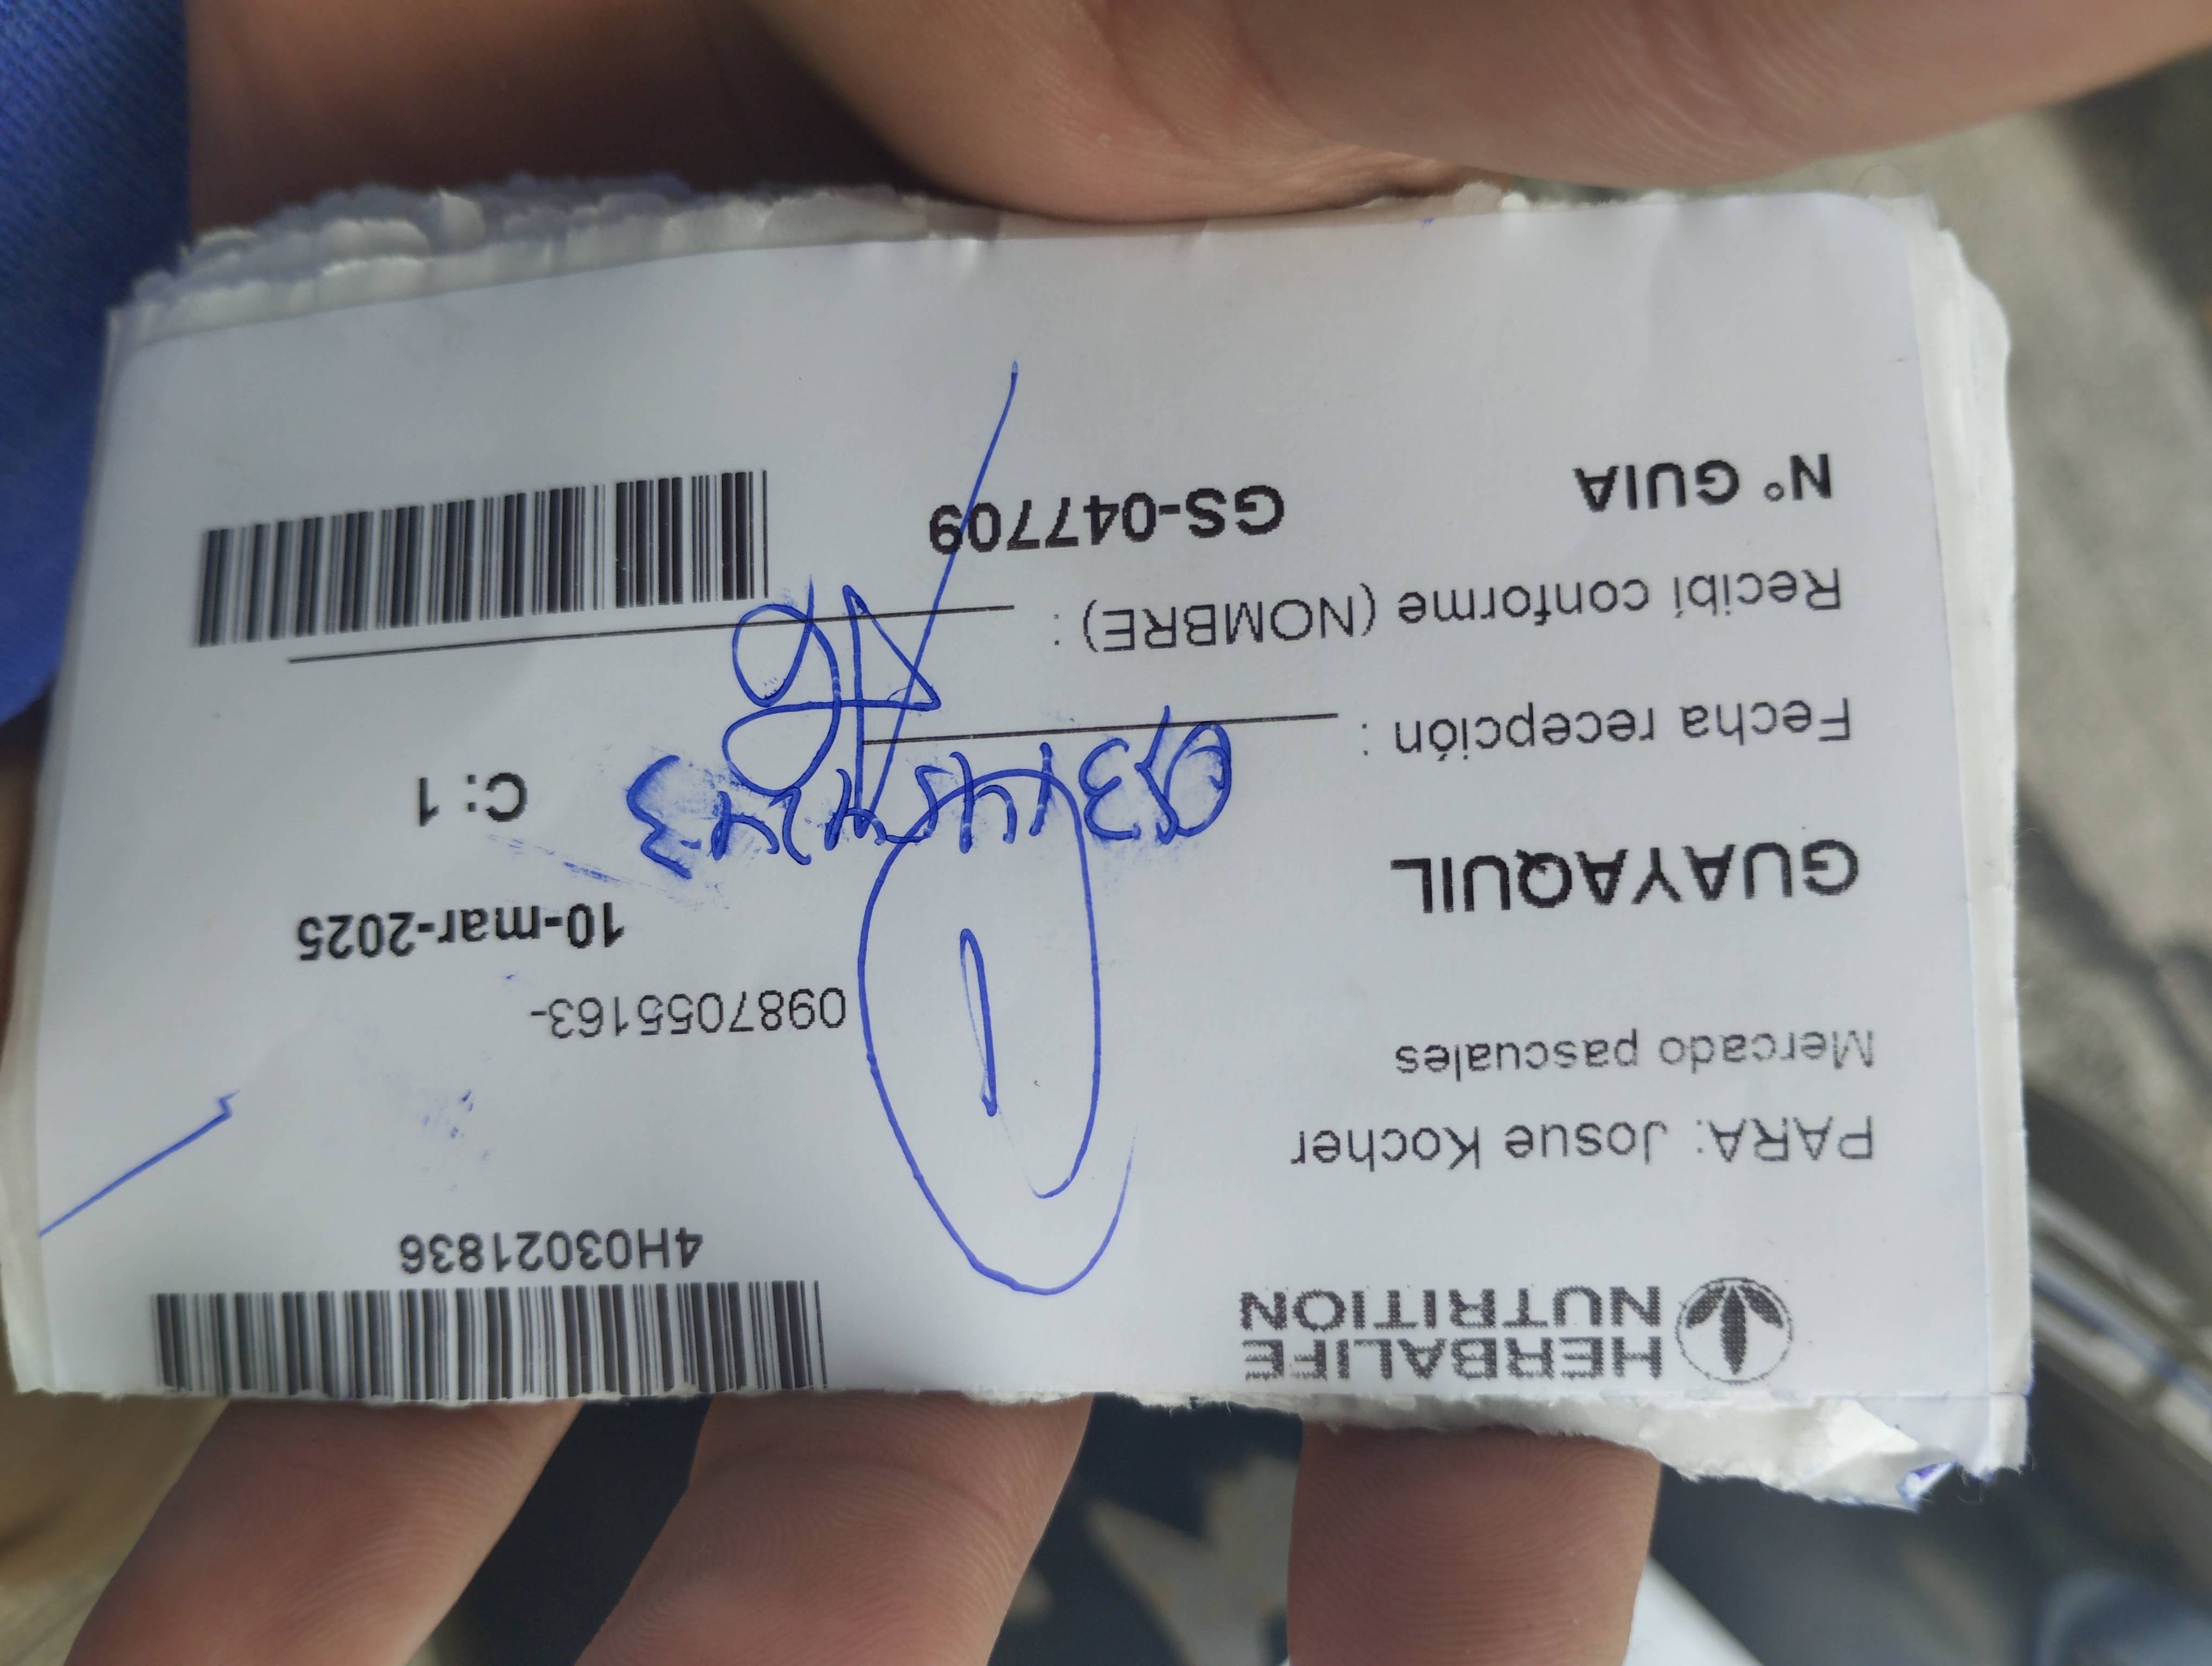 HERBALIFE
NUTRITION
4H03021836
PARA: Josue Kocher
Mercado pascuales
0987055163-
10-mar-2025
GUAYAQUIL
C: 1
Fecha recepción :
Recibí conforme (NOMBRE) :
N° GUIA GS-047709